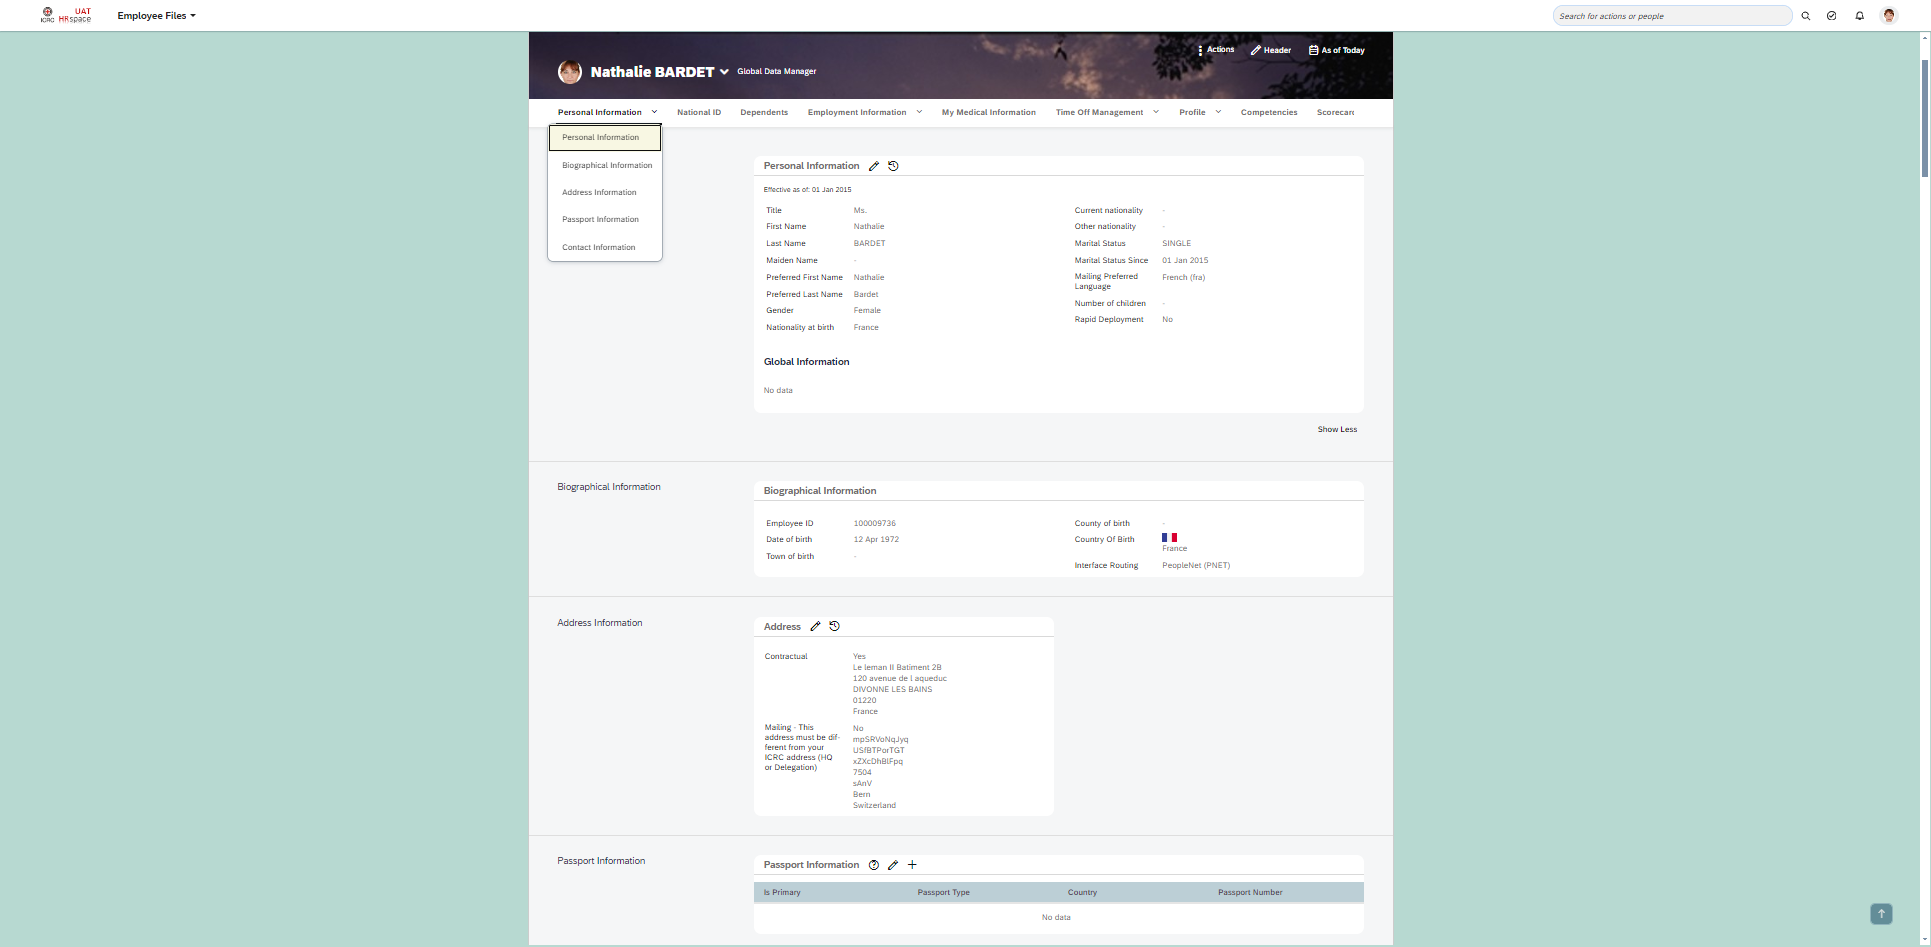 ICRC UAT HRspace
Employee Files
Search for actions or people
Actions Header As of Today
Nathalie BARDET Global Data Manager
Personal Information National ID Dependents Employment Information My Medical Information Time Off Management Profile Competencies Scorecard
Personal Information
Biographical Information
Address Information
Passport Information
Contact Information
Personal Information
Effective as of: 01 Jan 2015
Title Ms.
First Name Nathalie
Last Name BARDET
Maiden Name -
Preferred First Name Nathalie
Preferred Last Name Bardet
Gender Female
Nationality at birth France
Current nationality -
Other nationality -
Marital Status SINGLE
Marital Status Since 01 Jan 2015
Mailing Preferred French (fra)
Language
Number of children -
Rapid Deployment No
Global Information
No data
Show Less
Biographical Information
Biographical Information
Employee ID 100009736
Date of birth 12 Apr 1972
Town of birth -
County of birth -
Country Of Birth
France
Interface Routing PeopleNet (PNET)
Address Information
Address
Contractual Yes
Le leman II Batiment 2B
120 avenue de l aqueduc
DIVONNE LES BAINS
01220
France
Mailing - This
address must be dif-
ferent from your
ICRC address (HQ
or Delegation)
No
mpSRVoNqJyq
USfBTPorTGT
xZXcDhBlFpq
7504
sAnV
Bern
Switzerland
Passport Information
Passport Information
Is Primary Passport Type Country Passport Number
No data